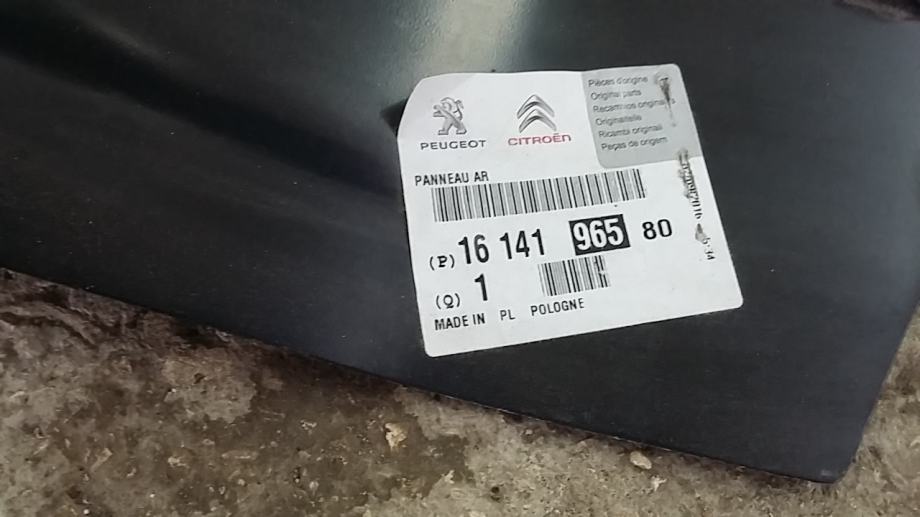 PEUGEOT
CITROËN
Pièces d'origine
Original parts
Recambios originales
Originalteile
Ricambi originali
Peças de origem
PANNEAU AR
(P) 16 141 965 80
(Q) 1
MADE IN PL POLOGNE